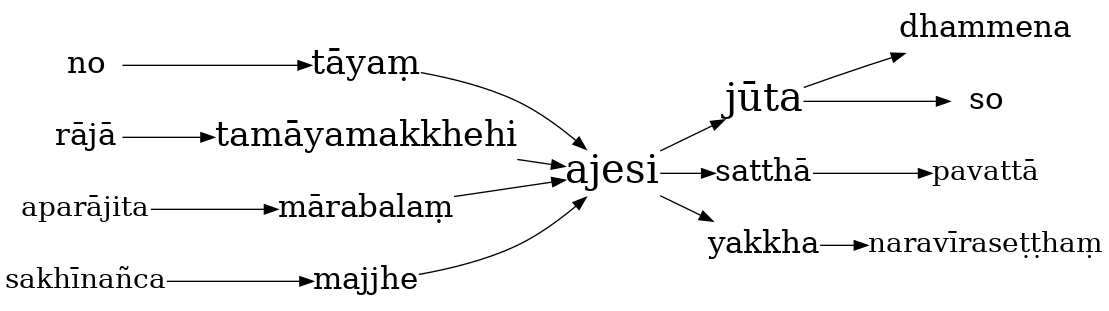 no tāyaṃ
rājā tamāyamakkhehi
aparājita mārabalaṃ
sakhīnañca majjhe
ajesi
jūta dhammena
so
satthā pavattā
yakkha naravīraseṭṭhaṃ